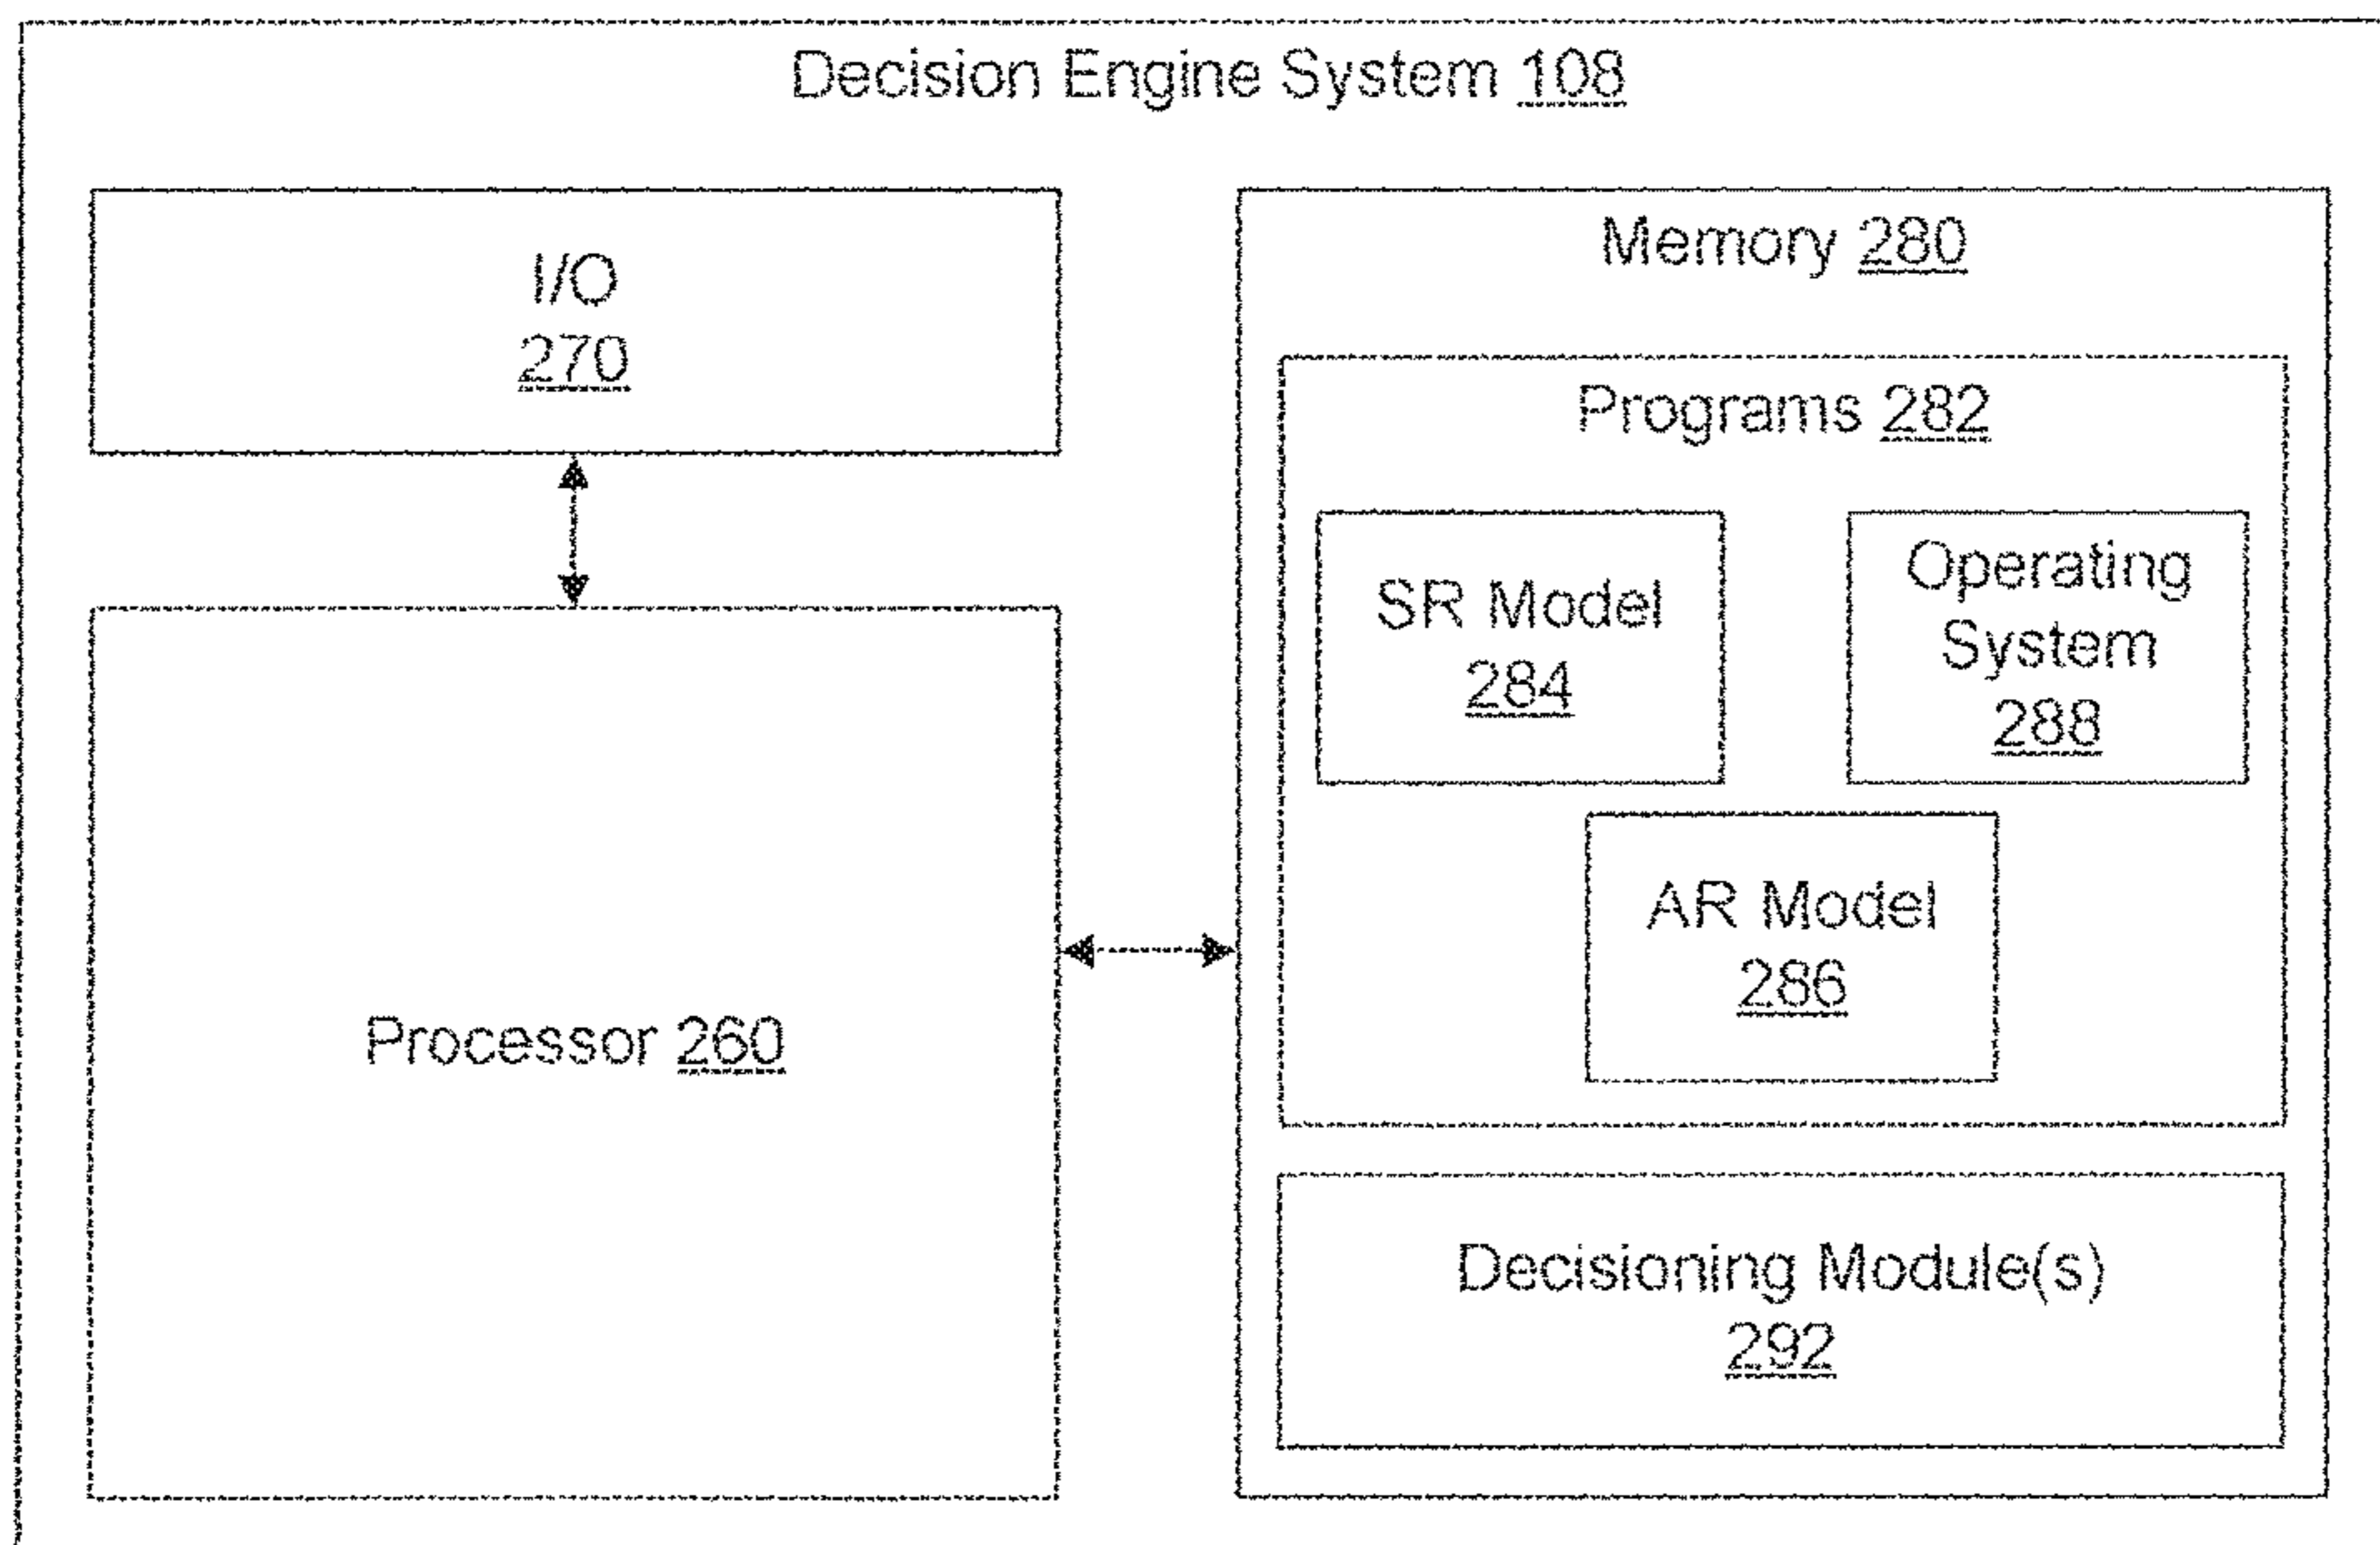 Decision Engine System 108
I/O
270
Processor 260
Memory 280
Programs 282
SR Model
284
Operating
System
288
AR Model
286
Decisioning Module(s)
292